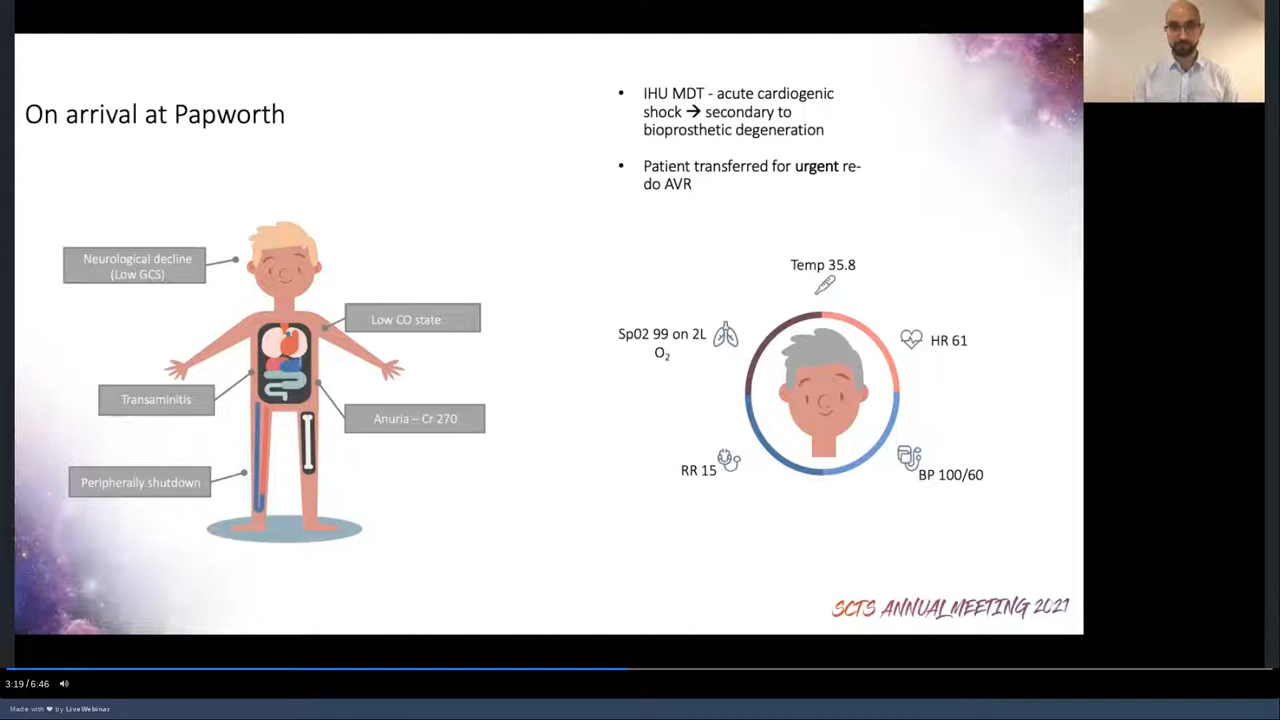 On arrival at Papworth
• IHU MDT - acute cardiogenic
shock → secondary to
bioprosthetic degeneration
• Patient transferred for urgent re-
do AVR
Neurological decline
(Low GCS)
Low CO state
Transaminitis
Anuria – Cr 270
Peripherally shutdown
Temp 35.8
Sp02 99 on 2L
O₂
HR 61
RR 15
BP 100/60
SCTS ANNUAL MEETING 2021
3:19 / 6:46
Made with ❤ by LiveWebinar